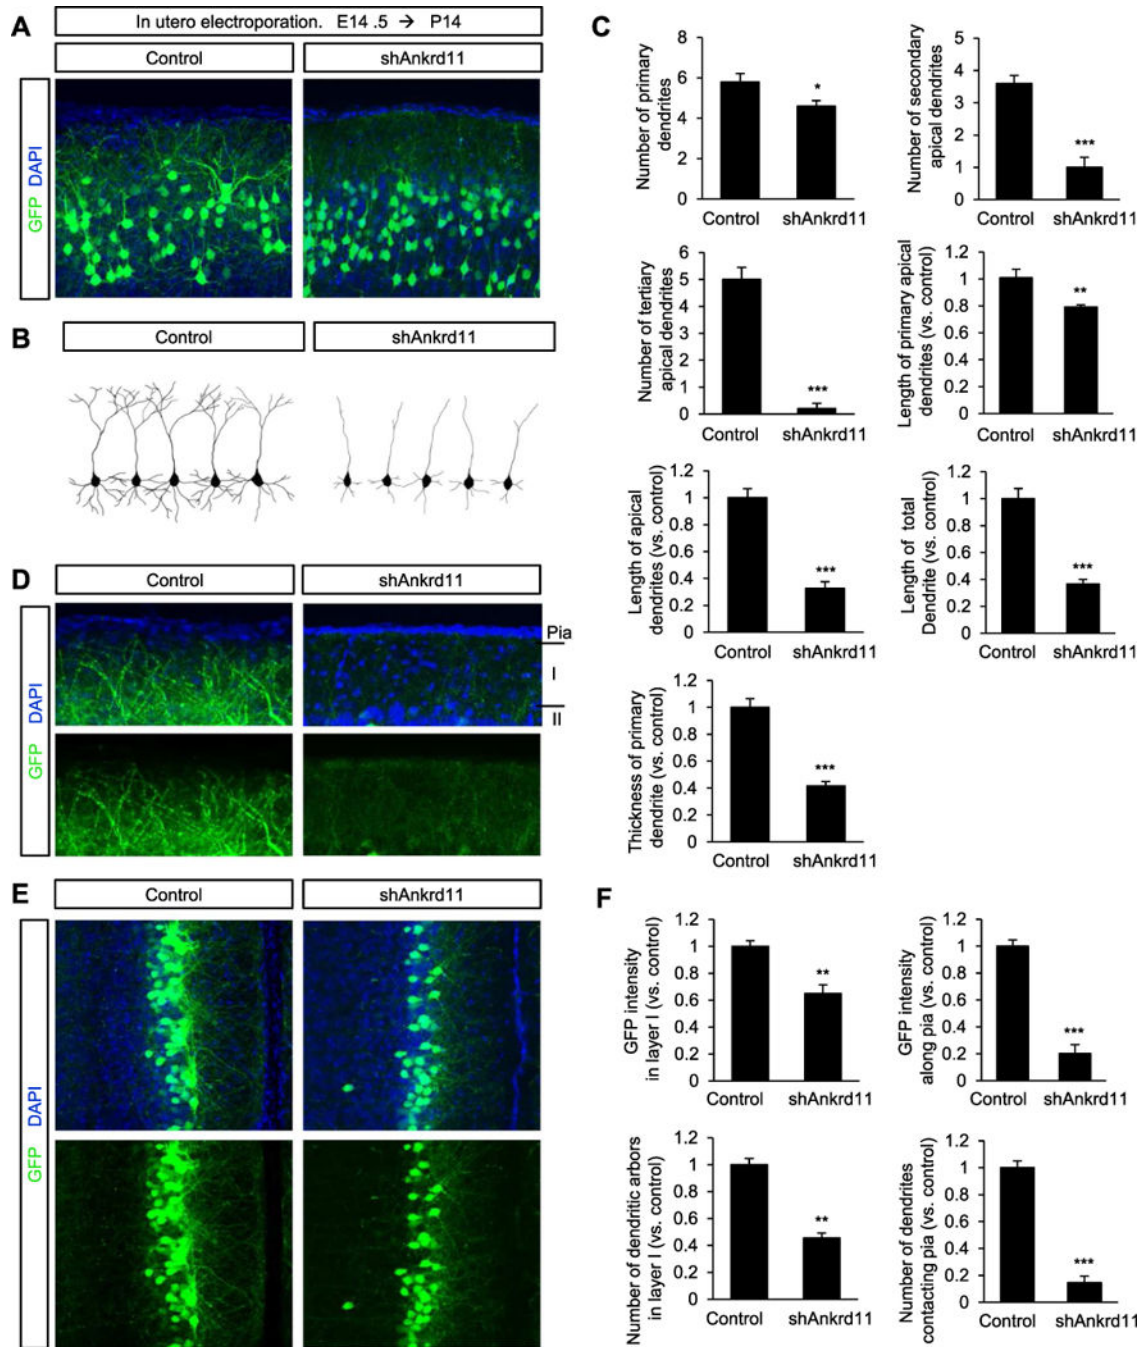 A
In utero electroporation. E14 .5 → P14
Control
shAnkrd11
GFP DAPI
B
Control
shAnkrd11
C
Number of primary
dendrites
8
6
4
2
0
*
Control
shAnkrd11
Number of secondary
apical dendrites
5
4
3
2
1
0
***
Control
shAnkrd11
Number of tertiary
apical dendrites
6
5
4
3
2
1
0
***
Control
shAnkrd11
Length of primary apical
dendrites (vs. control)
1.2
1
0.8
0.6
0.4
0.2
0
**
Control
shAnkrd11
Length of apical
dendrites (vs. control)
1.2
1
0.8
0.6
0.4
0.2
0
***
Control
shAnkrd11
Length of total
Dendrite (vs. control)
1.2
1
0.8
0.6
0.4
0.2
0
***
Control
shAnkrd11
Thickness of primary
dendrite (vs. control)
1.2
1
0.8
0.6
0.4
0.2
0
***
Control
shAnkrd11
D
Control
shAnkrd11
GFP DAPI
Pia
I
II
E
Control
shAnkrd11
GFP DAPI
F
GFP intensity
in layer I (vs. control)
1.2
1
0.8
0.6
0.4
0.2
0
**
Control
shAnkrd11
GFP intensity
along pia (vs. control)
1.2
1
0.8
0.6
0.4
0.2
0
***
Control
shAnkrd11
Number of dendritic arbors
in layer I (vs. control)
1.2
1
0.8
0.6
0.4
0.2
0
**
Control
shAnkrd11
Number of dendrites
contacting pia (vs. control)
1.2
1
0.8
0.6
0.4
0.2
0
***
Control
shAnkrd11